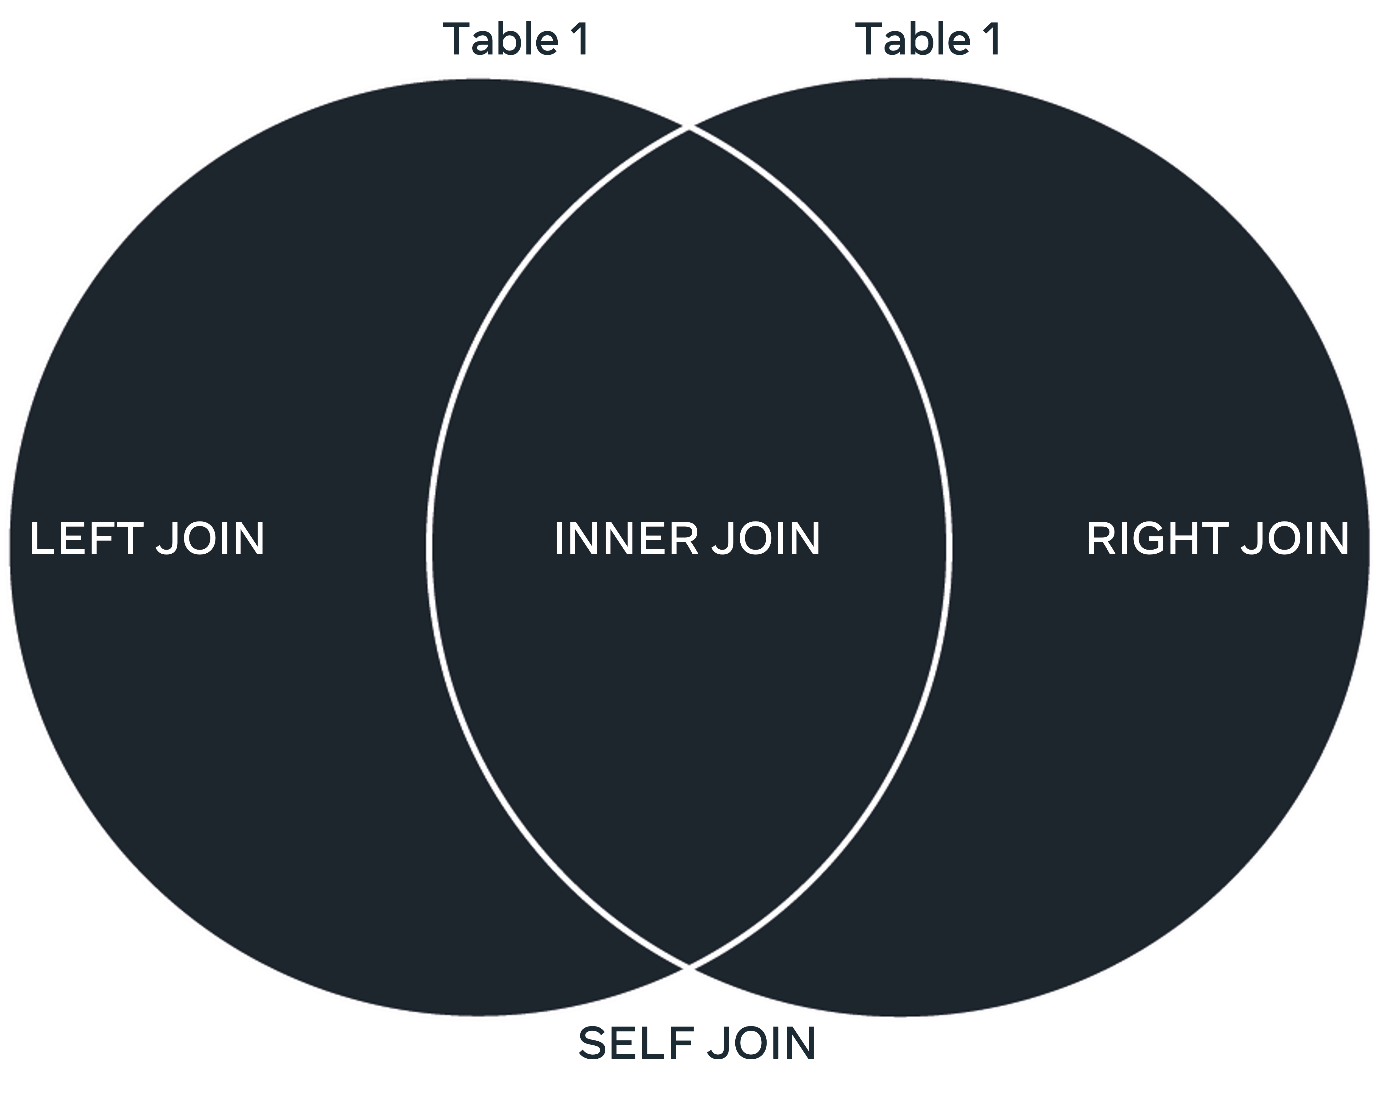 Table 1
Table 1
LEFT JOIN
INNER JOIN
RIGHT JOIN
SELF JOIN